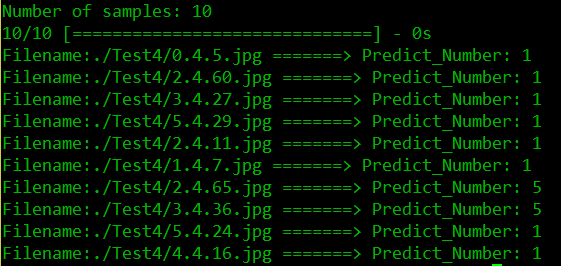 Number of samples: 10
10/10 [==============================] - 0s
Filename:./Test4/0.4.5.jpg =======> Predict_Number: 1
Filename:./Test4/2.4.60.jpg =======> Predict_Number: 1
Filename:./Test4/3.4.27.jpg =======> Predict_Number: 1
Filename:./Test4/5.4.29.jpg =======> Predict_Number: 1
Filename:./Test4/2.4.11.jpg =======> Predict_Number: 1
Filename:./Test4/1.4.7.jpg =======> Predict_Number: 1
Filename:./Test4/2.4.65.jpg =======> Predict_Number: 5
Filename:./Test4/3.4.36.jpg =======> Predict_Number: 5
Filename:./Test4/5.4.24.jpg =======> Predict_Number: 1
Filename:./Test4/4.4.16.jpg =======> Predict_Number: 1